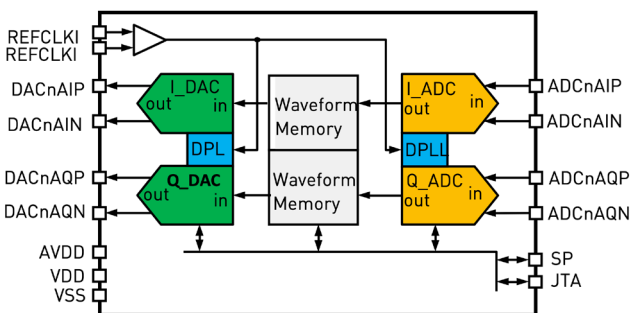 REFCLKI
REFCLKI
DACnAIP
DACnAIN
DACnAQP
DACnAQN
AVDD
VDD
VSS
I_DAC
out in
DPL
Q_DAC
out in
Waveform
Memory
Waveform
Memory
I_ADC
out in
DPLL
Q_ADC
out in
ADCnAIP
ADCnAIN
ADCnAQP
ADCnAQN
SP
JTA